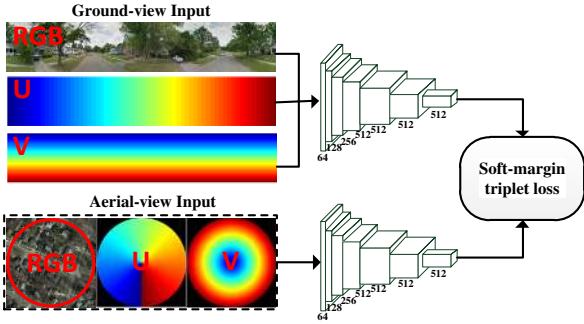 Ground-view Input
RGB
U
V
64
128
256
512
512
512
512
Soft-margin
triplet loss
Aerial-view Input
RGB
U
V
64
128
256
512
512
512
512